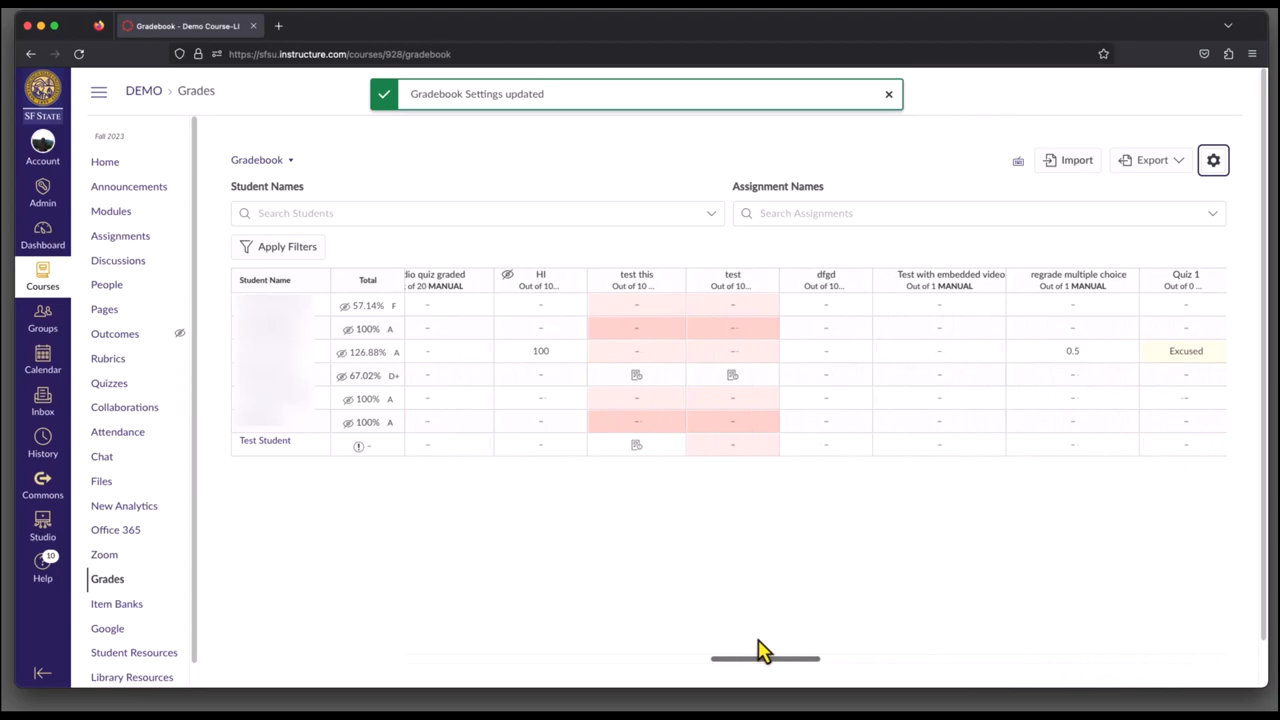 Gradebook - Demo Course-LI
https://sfsu.instructure.com/courses/928/gradebook
SF STATE
Account
Admin
Dashboard
Courses
Groups
Calendar
Inbox
History
Commons
Studio
10
Help
DEMO › Grades
Gradebook Settings updated
Fall 2023
Home
Announcements
Modules
Assignments
Discussions
People
Pages
Outcomes
Rubrics
Quizzes
Collaborations
Attendance
Chat
Files
New Analytics
Office 365
Zoom
Grades
Item Banks
Google
Student Resources
Library Resources
Gradebook
Import
Export
Student Names
Assignment Names
Search Students
Search Assignments
Apply Filters
Student Name
Total
dio quiz graded
of 20 MANUAL
HI
Out of 10...
test this
Out of 10 ...
test
Out of 10...
dfgd
Out of 10...
Test with embedded video
Out of 1 MANUAL
regrade multiple choice
Out of 1 MANUAL
Quiz 1
Out of 0 ...
57.14% F - - - - - - - -
100% A - - - - - - - -
126.88% A - 100 - - - - 0.5 Excused
67.02% D+ - - - - - -
100% A - - - - - - - -
100% A - - - - - - - -
Test Student - - - - - - - -